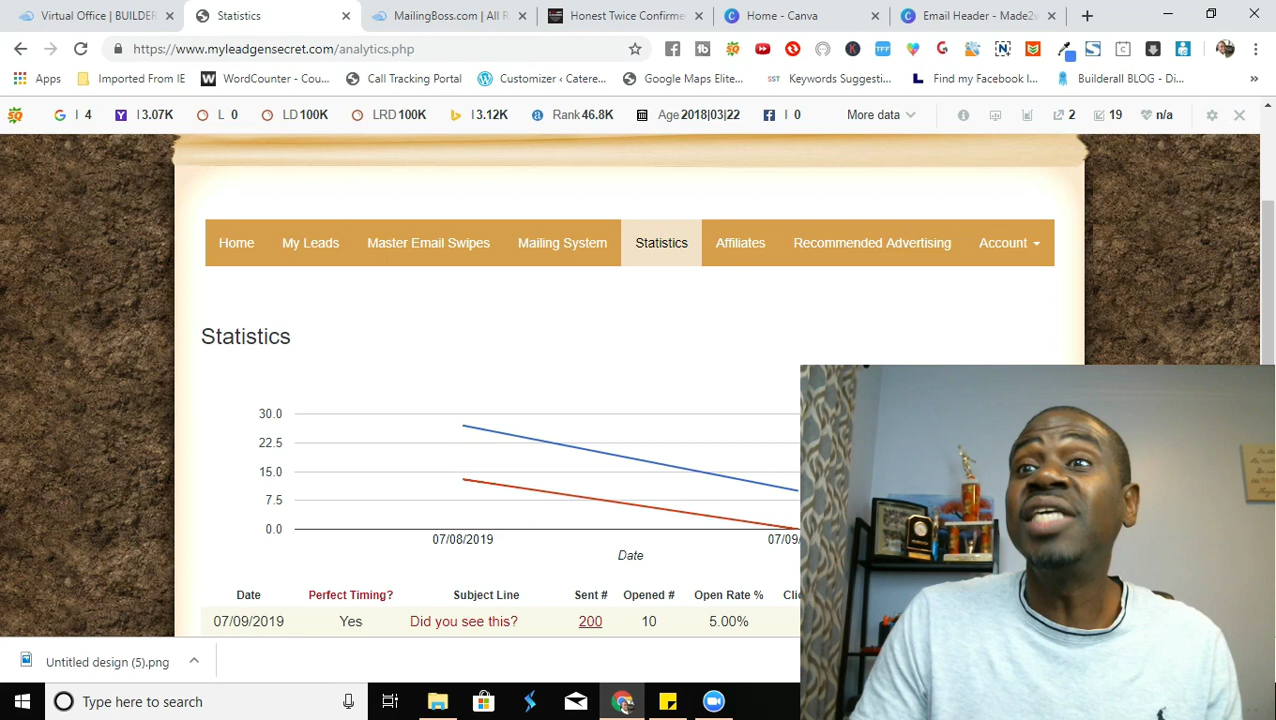 Virtual Office | BUILDER
Statistics
MailingBoss.com | All R
Honest Twice Confirme
Home - Canva
Email Header - Made2v
https://www.myleadgensecret.com/analytics.php
Apps
Imported From IE
WordCounter - Cou...
Call Tracking Portal
Customizer ‹ Catere...
Google Maps Elite...
SST Keywords Suggesti...
Find my Facebook I...
Builderall BLOG - Di...
I 4
I 3.07K
L 0
LD 100K
LRD 100K
I 3.12K
Rank 46.8K
Age 2018|03|22
I 0
More data
2
19
n/a
Home
My Leads
Master Email Swipes
Mailing System
Statistics
Affiliates
Recommended Advertising
Account
Statistics
30.0
22.5
15.0
7.5
0.0
07/08/2019
07/09/
Date
Date
Perfect Timing?
Subject Line
Sent #
Opened #
Open Rate %
Cli
07/09/2019
Yes
Did you see this?
200
10
5.00%
Untitled design (5).png
Type here to search